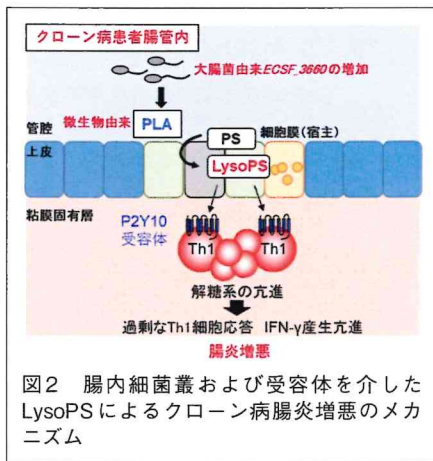 クローン病患者腸管内
大腸菌由来ECSF_3660の増加
微生物由来 PLA
管腔
PS 細胞膜(宿主)
上皮
LysoPS
粘膜固有層
P2Y10
受容体
Th1 Th1
解糖系の亢進
過剰なTh1細胞応答 IFN-γ産生亢進
腸炎増悪
図2 腸内細菌叢および受容体を介した
LysoPSによるクローン病腸炎増悪のメカ
ニズム